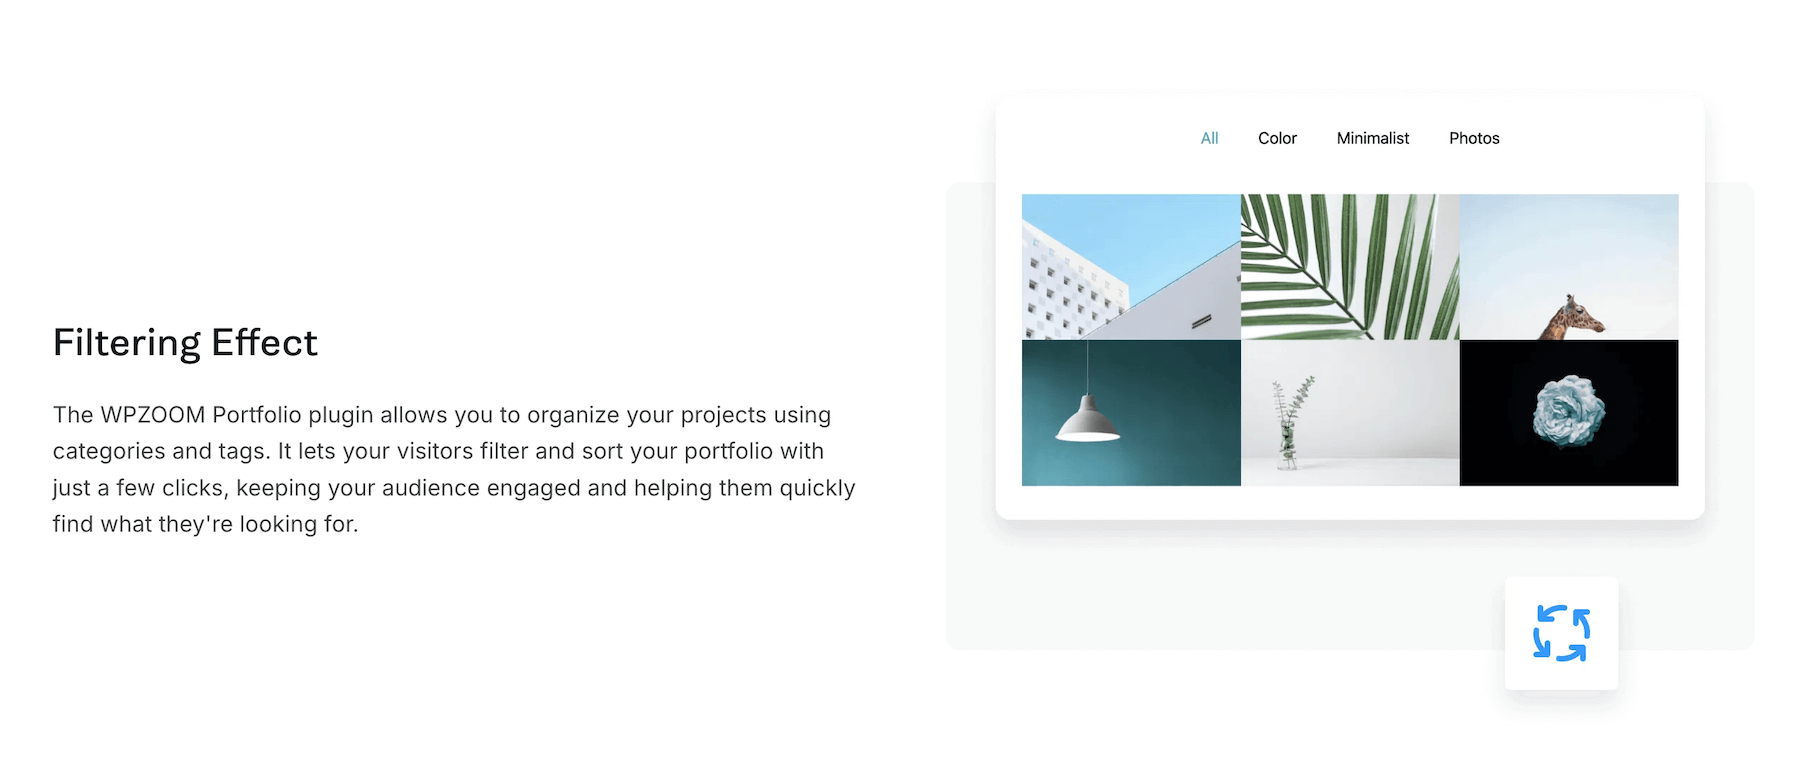 Filtering Effect
The WPZOOM Portfolio plugin allows you to organize your projects using
categories and tags. It lets your visitors filter and sort your portfolio with
just a few clicks, keeping your audience engaged and helping them quickly
find what they're looking for.
All Color Minimalist Photos